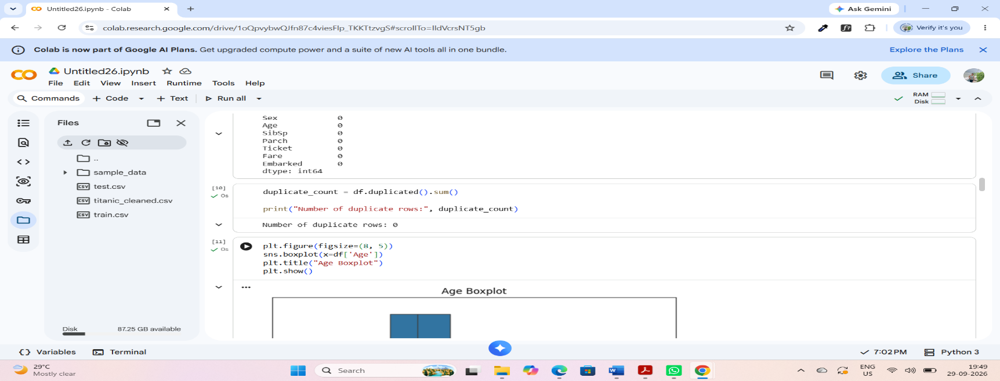 Untitled26.ipynb - Colab
Ask Gemini
colab.research.google.com/drive/1oQpvybwQJfn87c4viesFlp_TKKTtzvgS#scrollTo=lldVcrsNT5gb
Verify it's you
Colab is now part of Google AI Plans. Get upgraded compute power and a suite of new AI tools all in one bundle.
Explore the Plans
Untitled26.ipynb
File Edit View Insert Runtime Tools Help
Share
Commands + Code + Text Run all
RAM
Disk
Files
..
sample_data
test.csv
titanic_cleaned.csv
train.csv
Disk 87.25 GB available
Sex 0
Age 0
SibSp 0
Parch 0
Ticket 0
Fare 0
Embarked 0
dtype: int64
[10]
0s
duplicate_count = df.duplicated().sum()
print("Number of duplicate rows:", duplicate_count)
Number of duplicate rows: 0
[11]
0s
plt.figure(figsize=(8, 5))
sns.boxplot(x=df['Age'])
plt.title("Age Boxplot")
plt.show()
Age Boxplot
{} Variables Terminal
7:02 PM Python 3
29°C
Mostly clear
Search
ENG
US
19:49
29-09-2026